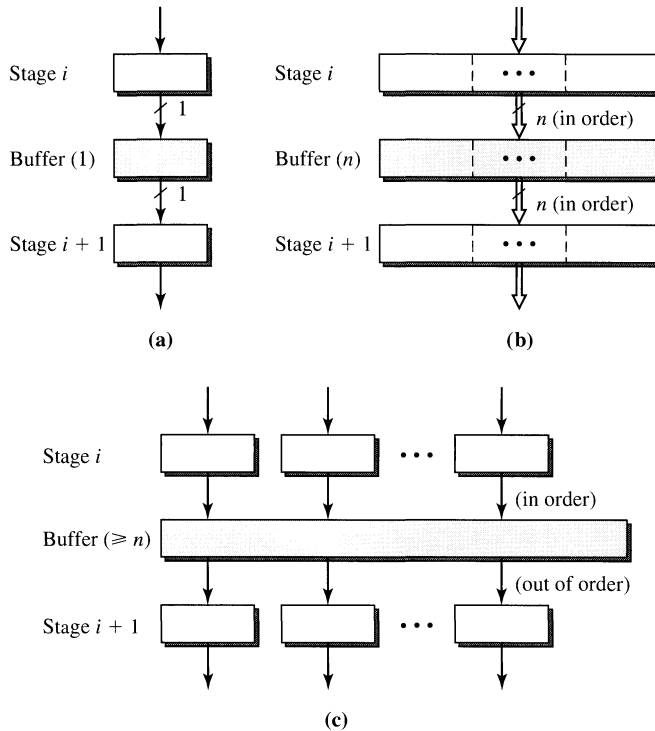 Stage i
1
Buffer (1)
1
Stage i + 1
(a)
Stage i
• • •
n (in order)
Buffer (n)
• • •
n (in order)
Stage i + 1
• • •
(b)
Stage i
• • •
(in order)
Buffer (⩾ n)
(out of order)
Stage i + 1
• • •
(c)